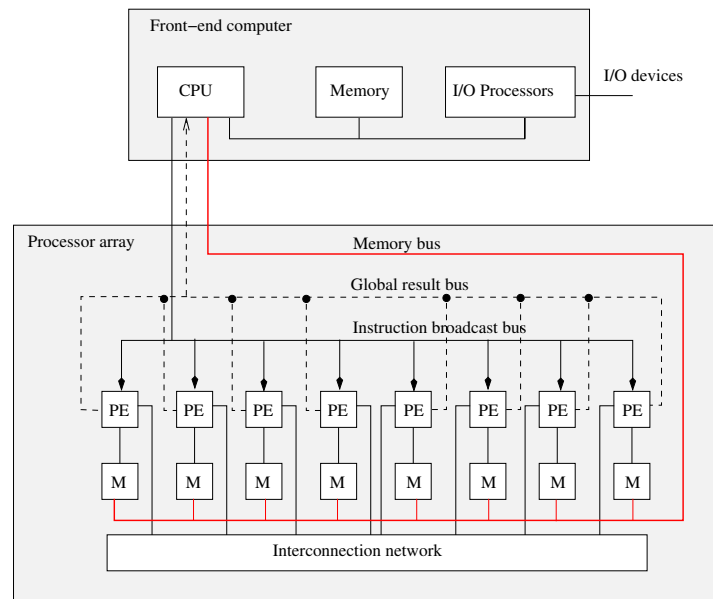 Front-end computer
CPU
Memory
I/O Processors
I/O devices
Processor array
Memory bus
Global result bus
Instruction broadcast bus
PE PE PE PE PE PE PE PE
M M M M M M M M
Interconnection network